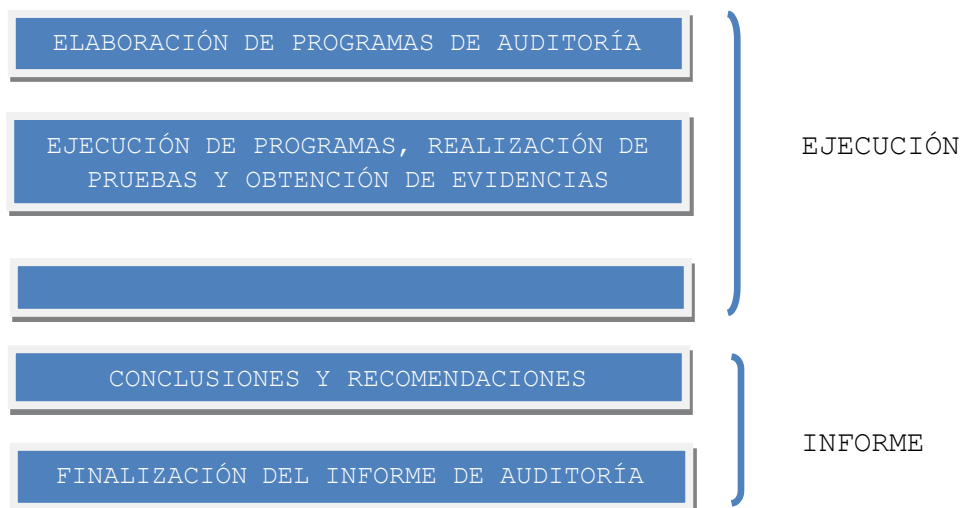 ELABORACIÓN DE PROGRAMAS DE AUDITORÍA
EJECUCIÓN DE PROGRAMAS, REALIZACIÓN DE
PRUEBAS Y OBTENCIÓN DE EVIDENCIAS
EJECUCIÓN
CONCLUSIONES Y RECOMENDACIONES
INFORME
FINALIZACIÓN DEL INFORME DE AUDITORÍA